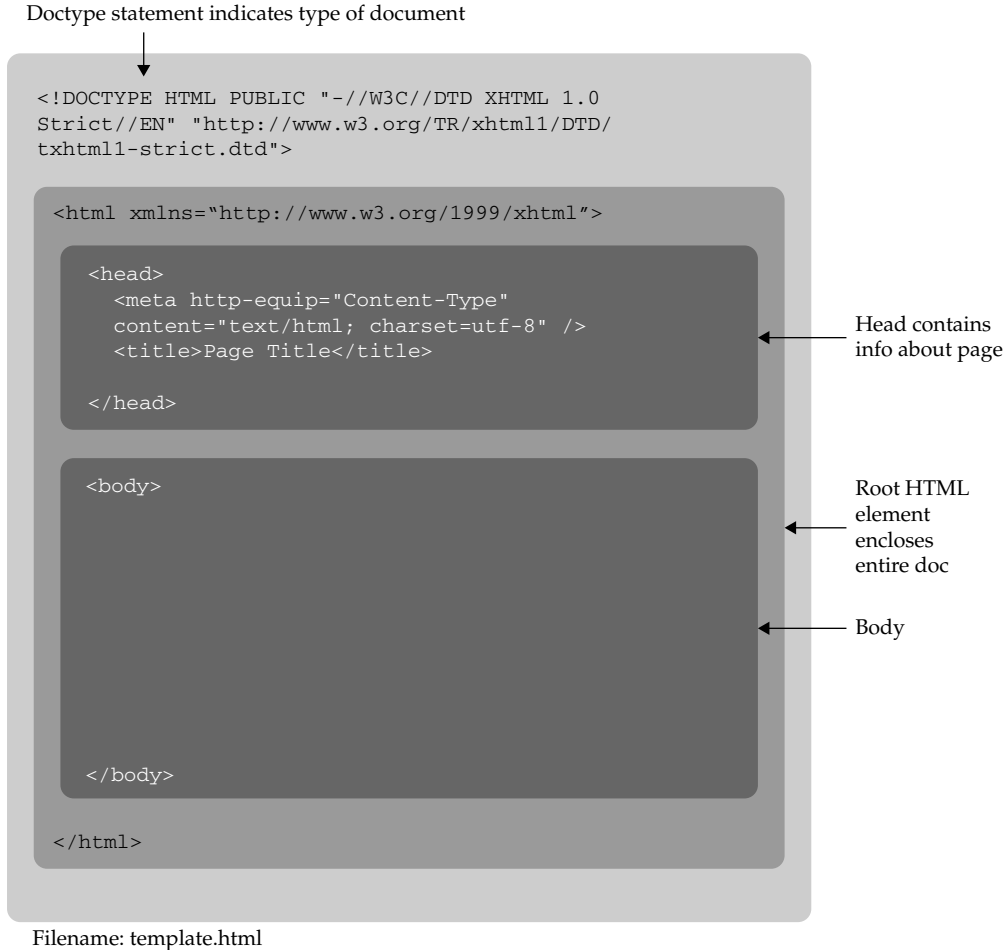 Doctype statement indicates type of document
<!DOCTYPE HTML PUBLIC "-//W3C//DTD XHTML 1.0
Strict//EN" "http://www.w3.org/TR/xhtml1/DTD/
txhtml1-strict.dtd">
<html xmlns=“http://www.w3.org/1999/xhtml”>
<head>
<meta http-equip="Content-Type"
content="text/html; charset=utf-8" />
<title>Page Title</title>
</head>
Head contains
info about page
<body>
Root HTML
element
encloses
entire doc
Body
</body>
</html>
Filename: template.html